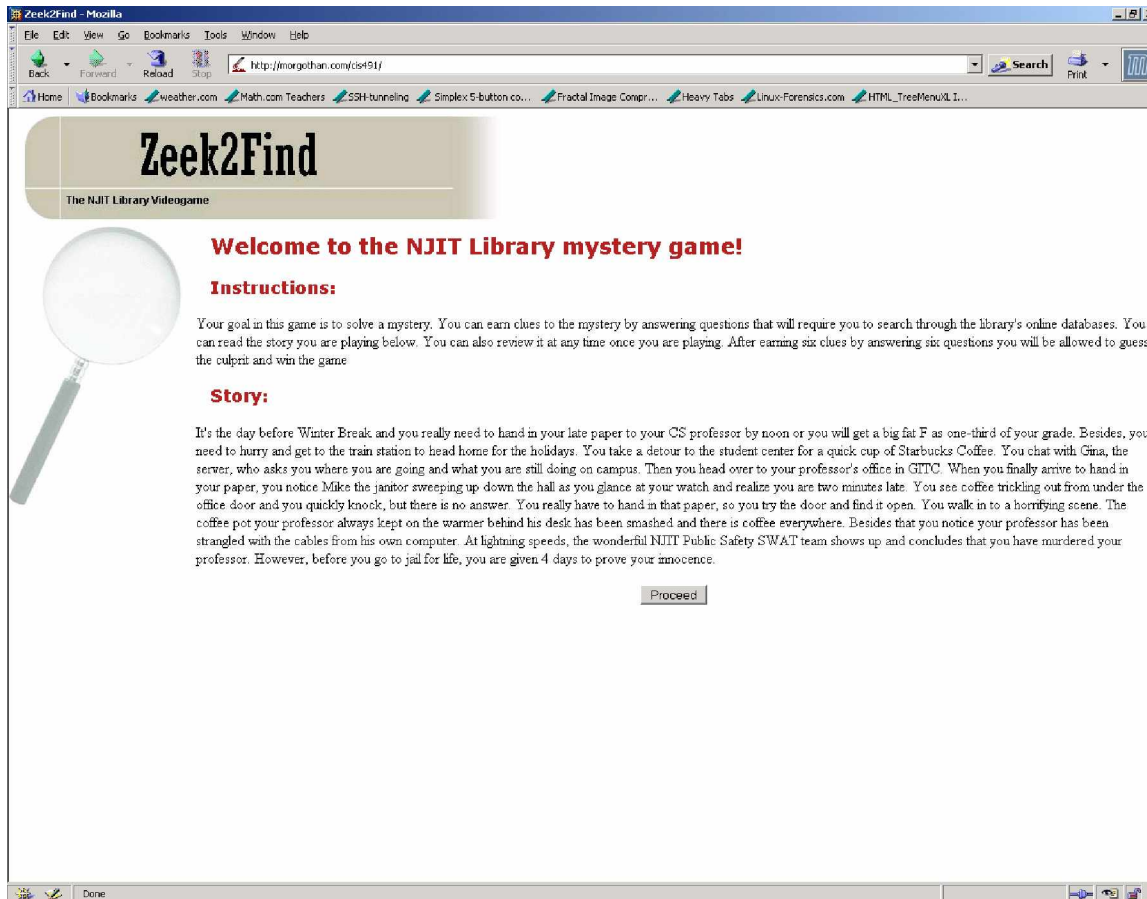 Zeek2Find - Mozilla
File Edit View Go Bookmarks Tools Window Help
Back Forward Reload Stop http://morgothan.com/cis491/ Search Print
Home Bookmarks weather.com Math.com Teachers SSH-tunneling Simplex 5-button co... Fractal Image Compr... Heavy Tabs Linux-Forensics.com HTML_TreeMenuXL I...
Zeek2Find
The NJIT Library Videogame
Welcome to the NJIT Library mystery game!
Instructions:
Your goal in this game is to solve a mystery. You can earn clues to the mystery by answering questions that will require you to search through the library's online databases. You
can read the story you are playing below. You can also review it at any time once you are playing. After earning six clues by answering six questions you will be allowed to guess
the culprit and win the game
Story:
It's the day before Winter Break and you really need to hand in your late paper to your CS professor by noon or you will get a big fat F as one-third of your grade. Besides, you
need to hurry and get to the train station to head home for the holidays. You take a detour to the student center for a quick cup of Starbucks Coffee. You chat with Gina, the
server, who asks you where you are going and what you are still doing on campus. Then you head over to your professor's office in GITC. When you finally arrive to hand in
your paper, you notice Mike the janitor sweeping up down the hall as you glance at your watch and realize you are two minutes late. You see coffee trickling out from under the
office door and you quickly knock, but there is no answer. You really have to hand in that paper, so you try the door and find it open. You walk in to a horrifying scene. The
coffee pot your professor always kept on the warmer behind his desk has been smashed and there is coffee everywhere. Besides that you notice your professor has been
strangled with the cables from his own computer. At lightning speeds, the wonderful NJIT Public Safety SWAT team shows up and concludes that you have murdered your
professor. However, before you go to jail for life, you are given 4 days to prove your innocence.
Proceed
Done